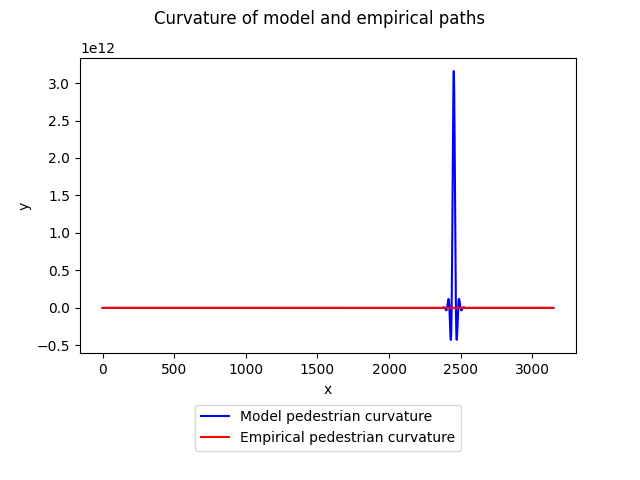 Curvature of model and empirical paths
1e12
3.0
2.5
2.0
1.5
1.0
0.5
0.0
−0.5
y
0 500 1000 1500 2000 2500 3000
x
Model pedestrian curvature
Empirical pedestrian curvature